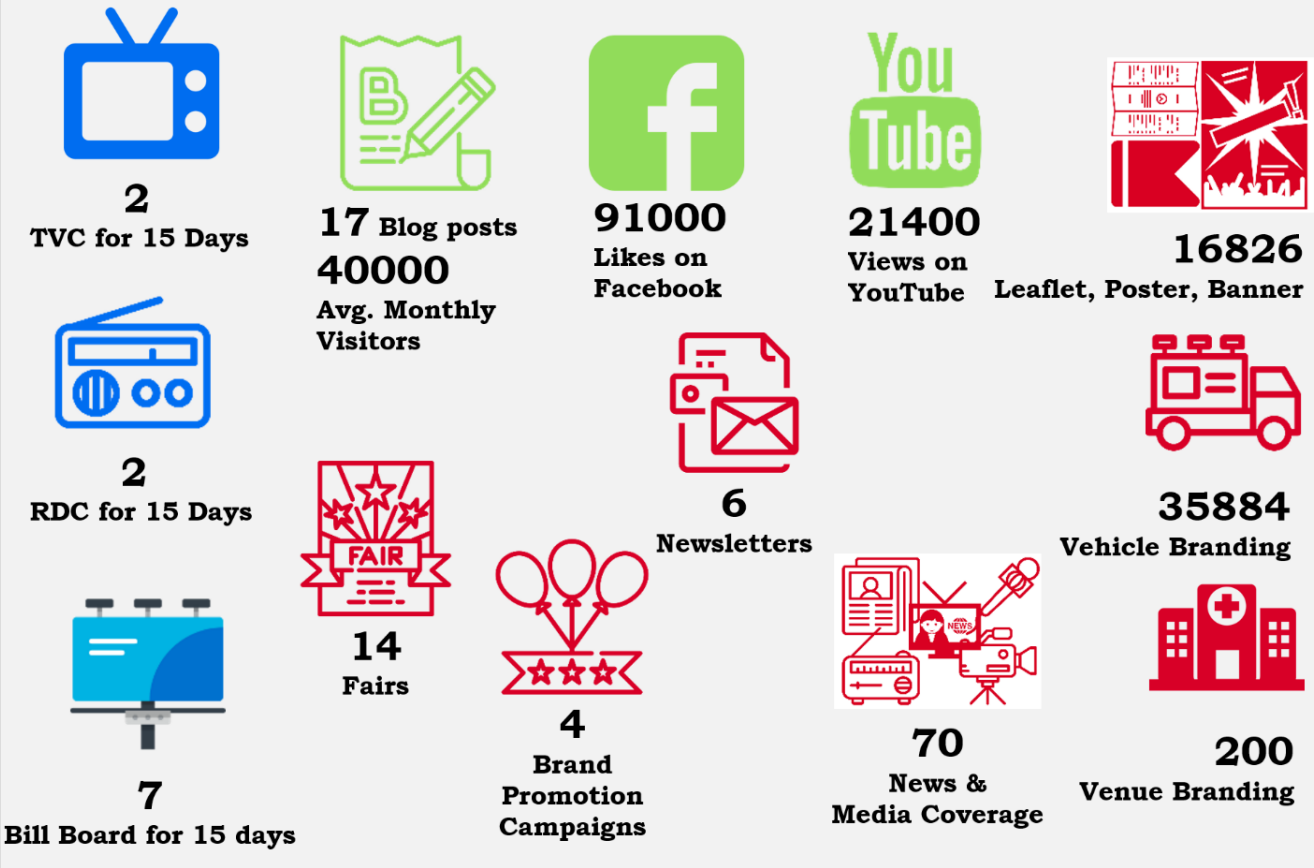 2
TVC for 15 Days
B
17 Blog posts
40000
Avg. Monthly
Visitors
f
91000
Likes on
Facebook
You
Tube
21400
Views on
YouTube
16826
Leaflet, Poster, Banner
2
RDC for 15 Days
6
Newsletters
35884
Vehicle Branding
FAIR
14
Fairs
4
Brand
Promotion
Campaigns
NEWS
70
News &
Media Coverage
200
Venue Branding
7
Bill Board for 15 days